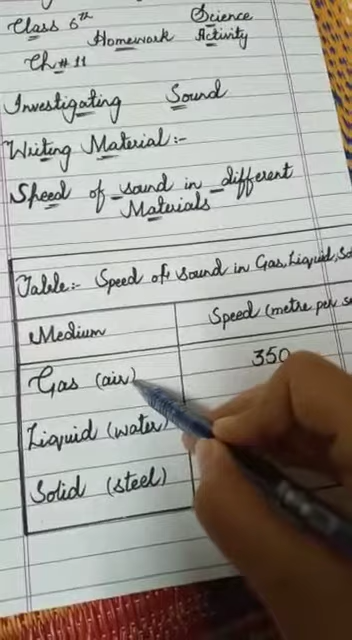 Class 6th Science
Homework Activity
Ch # 11
Investigating Sound
Writing Material:-
Speed of sound in different
Materials
Table:- Speed of sound in Gas, Liquid,
Medium Speed (metre per
Gas (air) 350
Liquid (water)
Solid (steel)